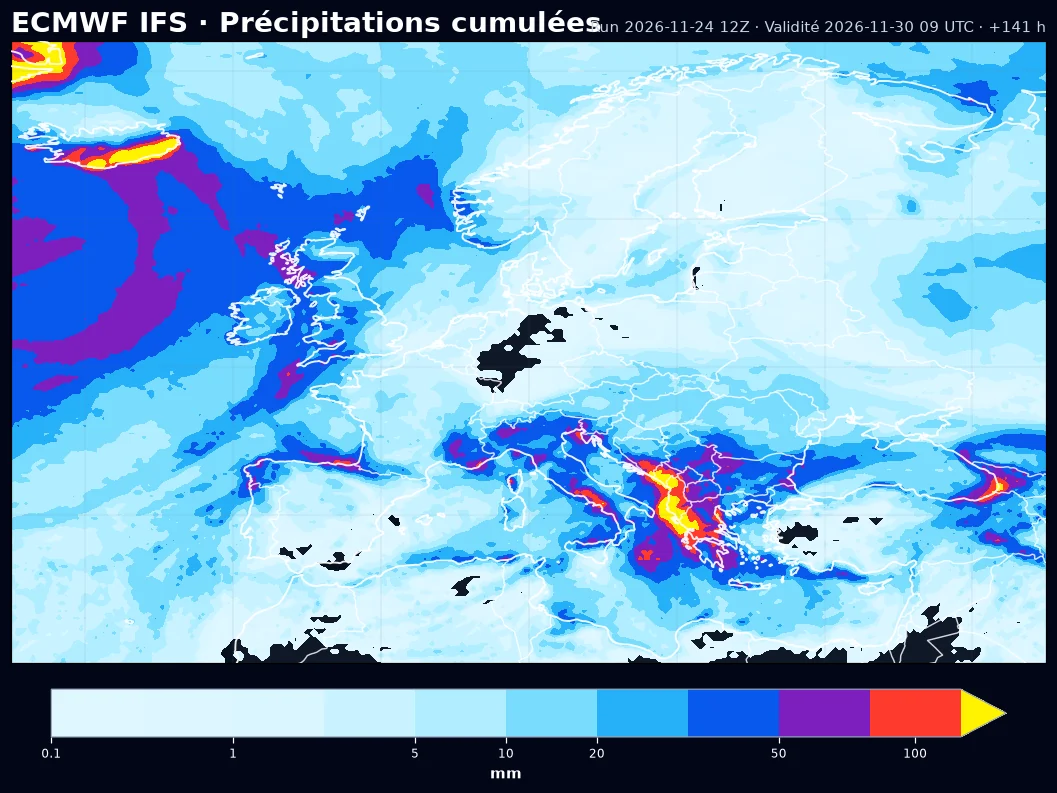 ECMWF IFS · Précipitations cumulées
Run 2026-11-24 12Z · Validité 2026-11-30 09 UTC · +141 h
0.1 1 5 10 20 50 100
mm